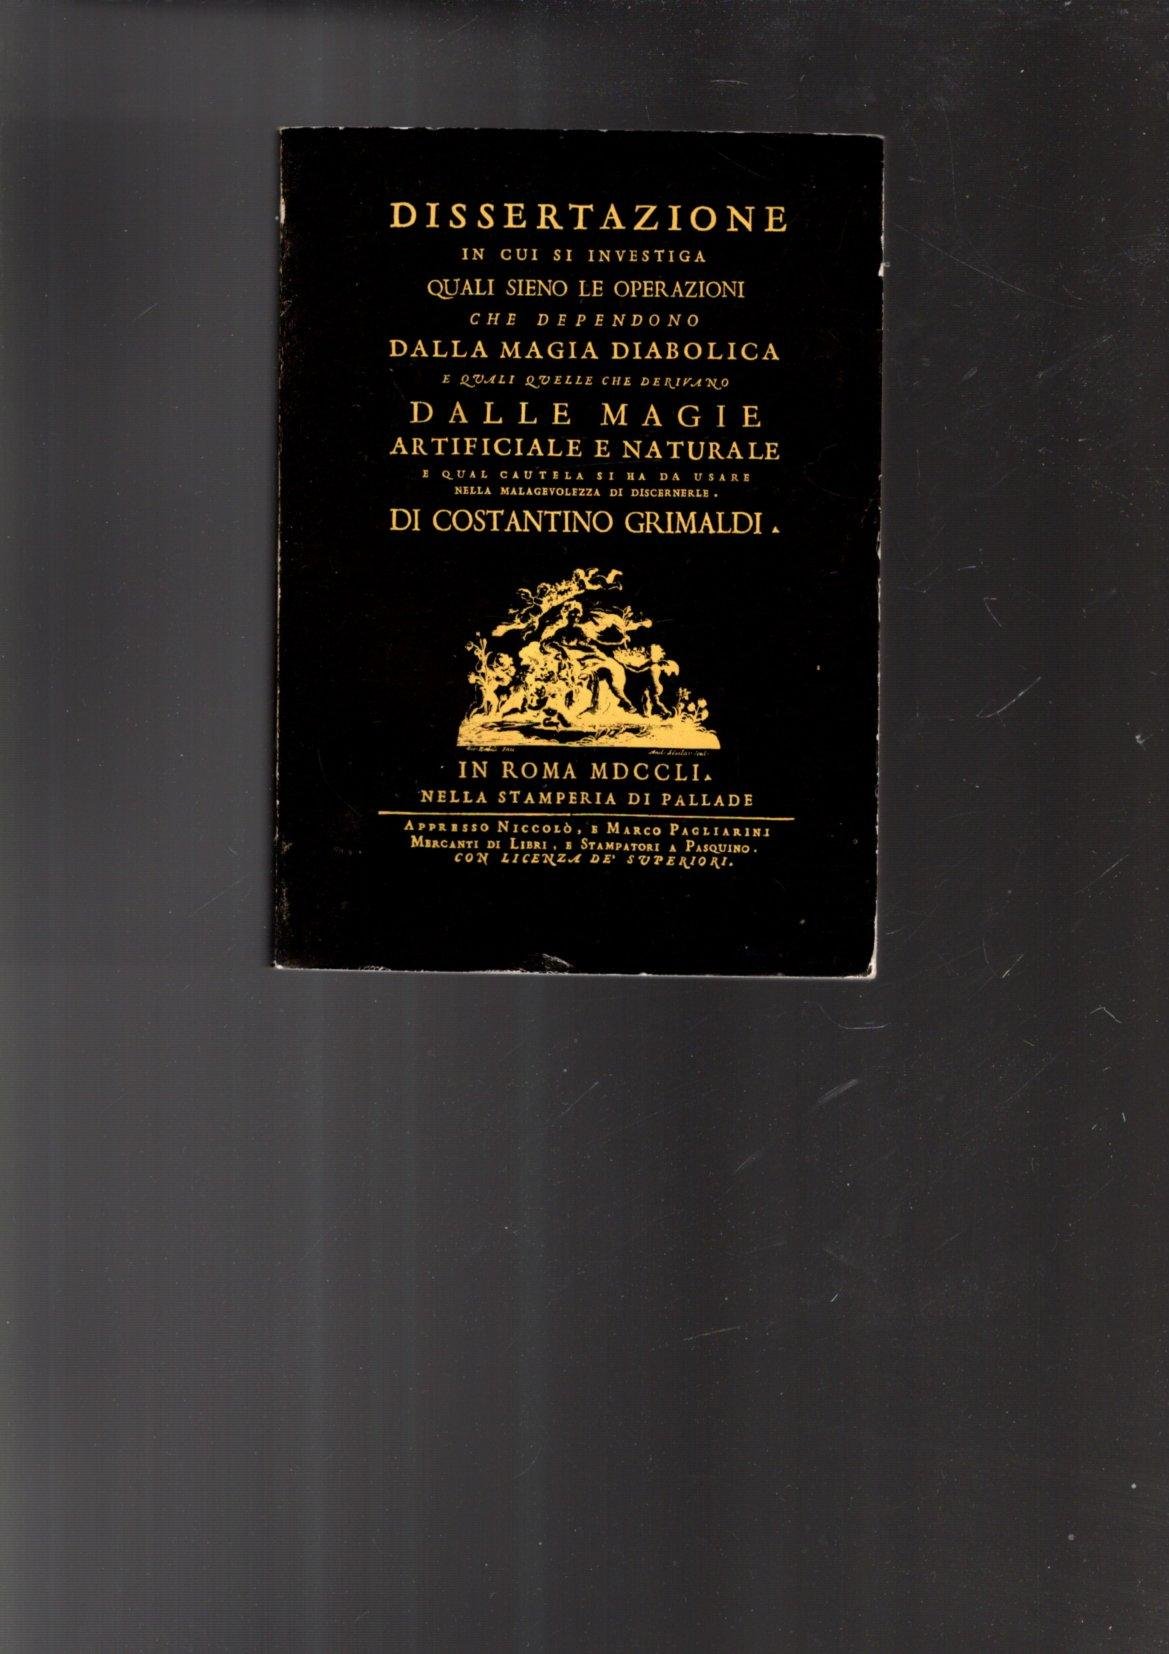 DISSERTAZIONE
IN CUI SI INVESTIGA
QUALI SIENO LE OPERAZIONI
CHE DEPENDONO
DALLA MAGIA DIABOLICA
E QUALI QUELLE CHE DERIVANO
DALLE MAGIE
ARTIFICIALE E NATURALE
E QUAL CAUTELA SI HA DA USARE
NELLA MALAGEVOLEZZA DI DISCERNERLE.
DI COSTANTINO GRIMALDI.
IN ROMA MDCCLI.
NELLA STAMPERIA DI PALLADE
APPRESSO NICCOLÒ, E MARCO PAGLIARINI
MERCANTI DI LIBRI, E STAMPATORI A PASQUINO.
CON LICENZA DE' SUPERIORI.